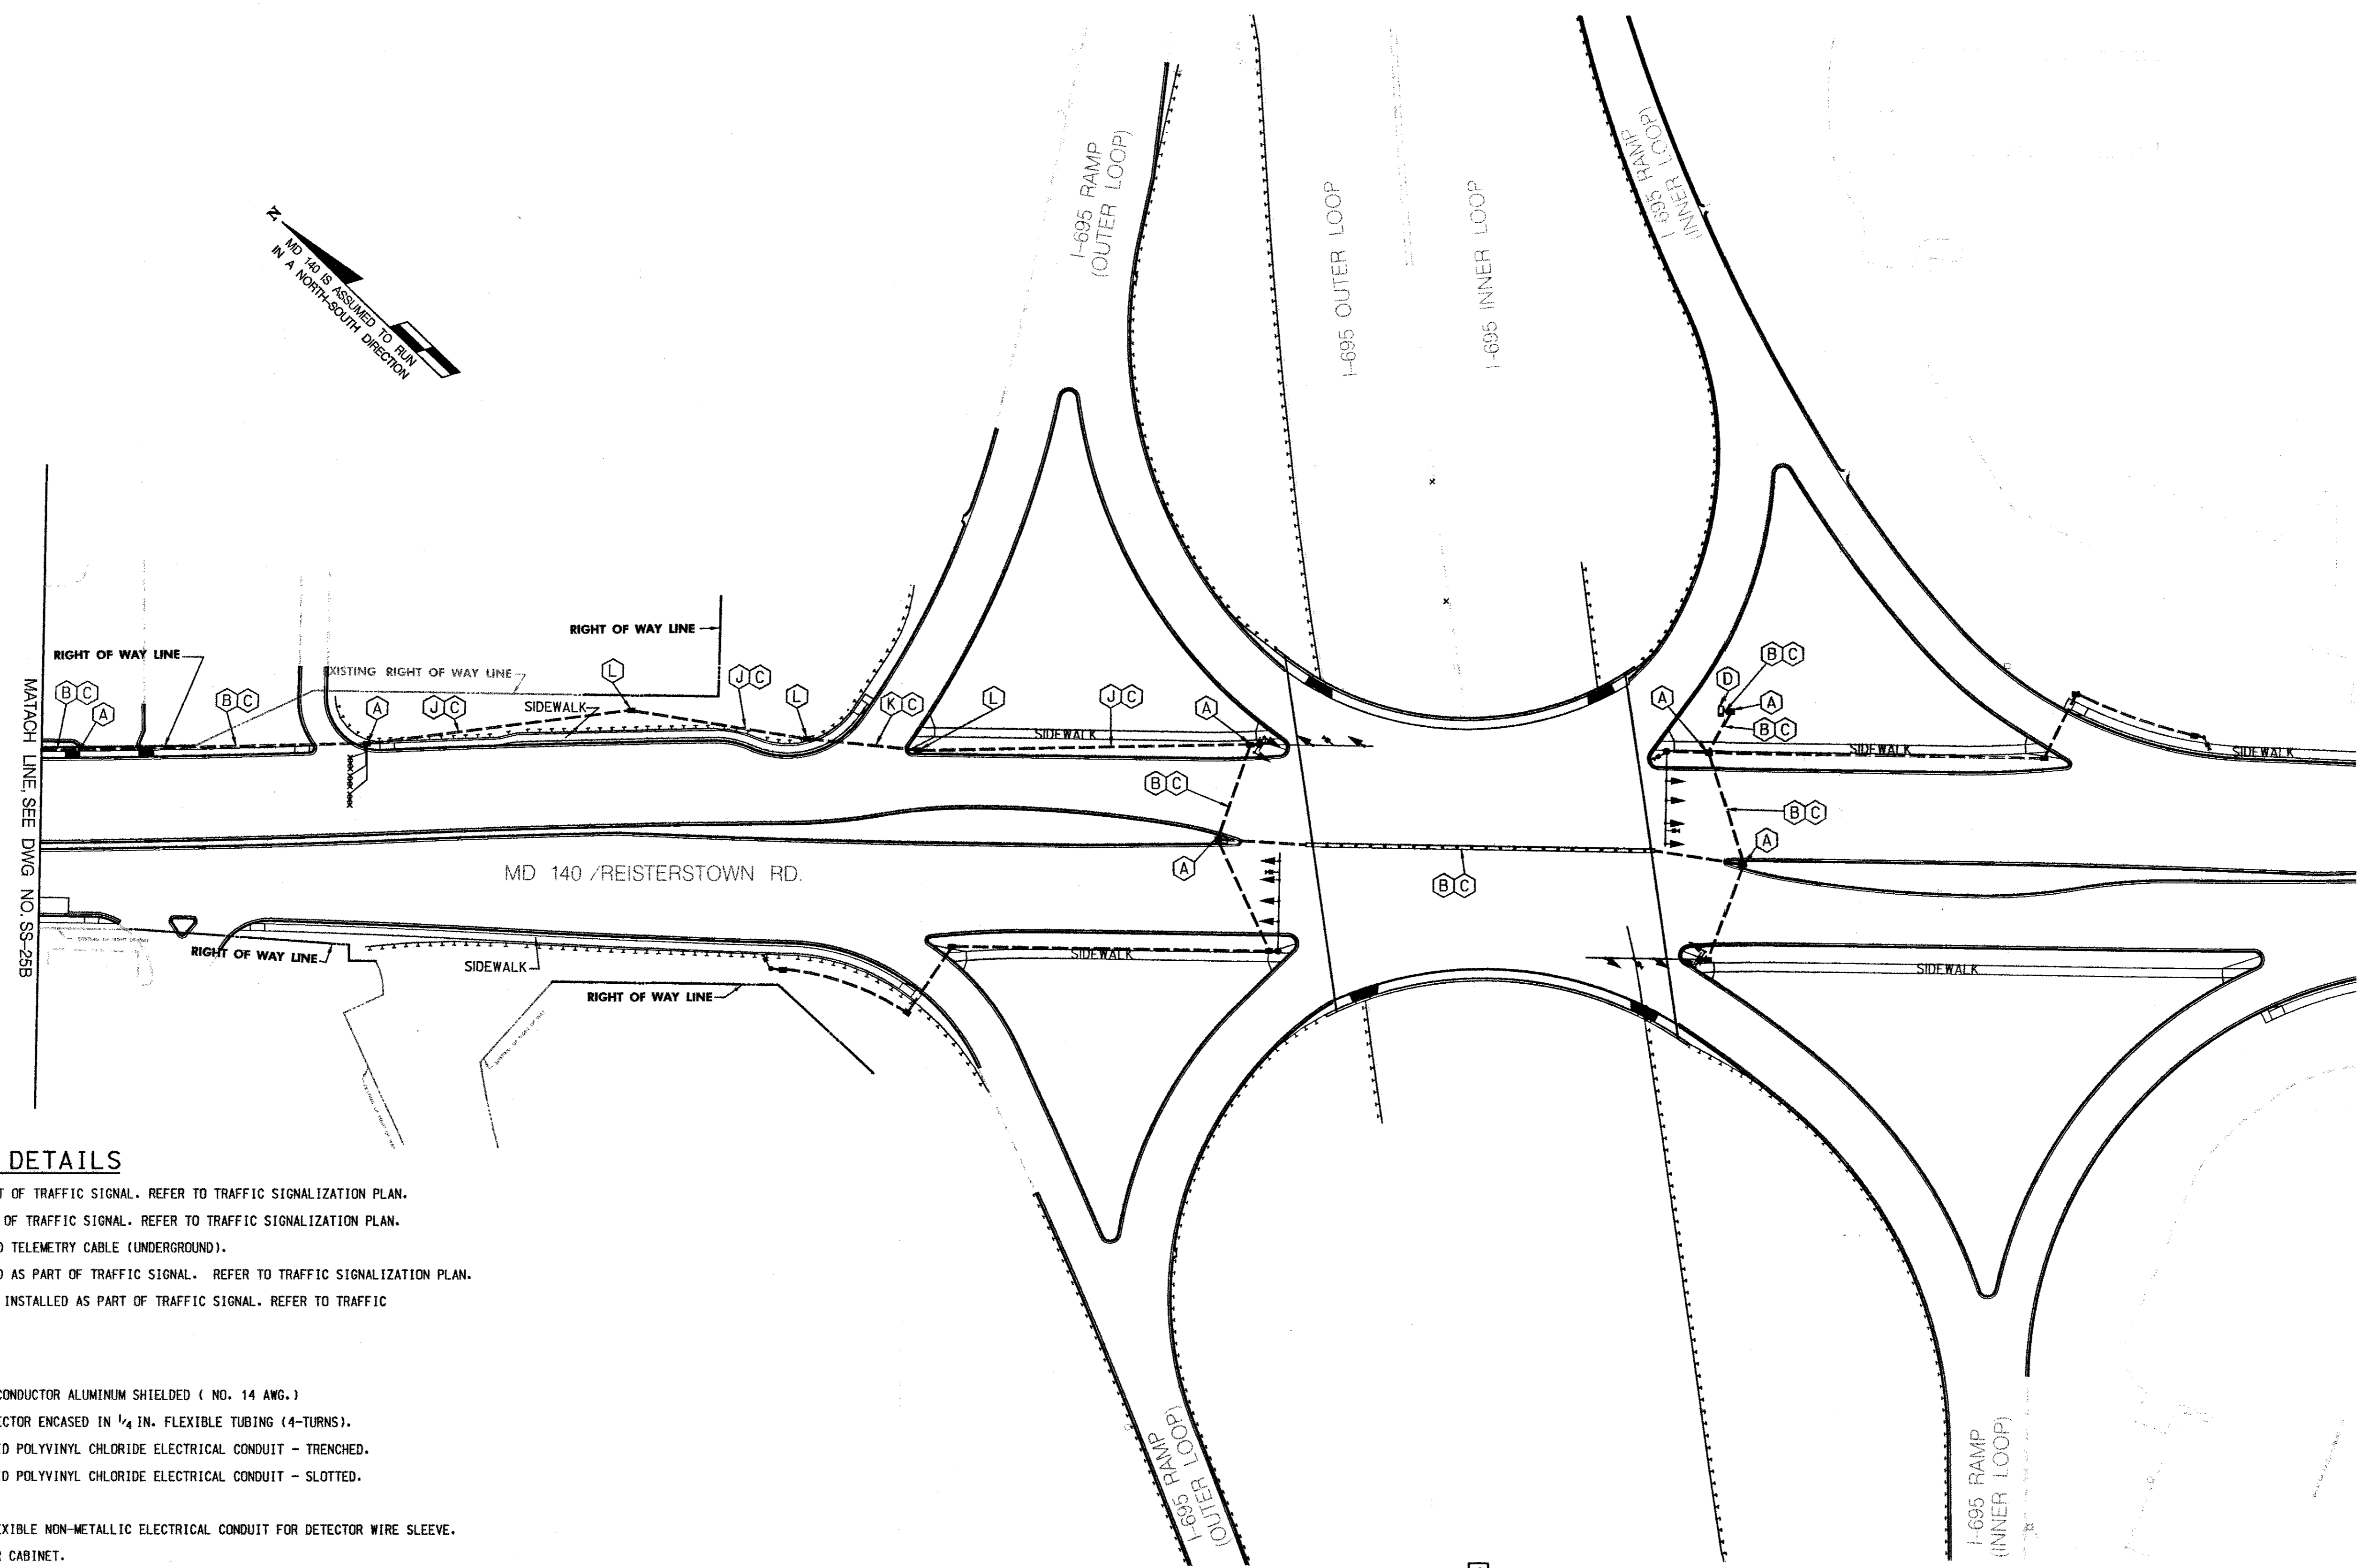 I-695 RAMP
(OUTER LOOP)
I-695 OUTER LOOP
I-695 INNER LOOP
I-695 RAMP
(INNER LOOP)
N
MD 140 IS ASSUMED TO RUN
IN A NORTH-SOUTH DIRECTION
RIGHT OF WAY LINE
RIGHT OF WAY LINE
XISTING RIGHT OF WAY LINE
B C
A
B C
A
J C
SIDEWALK
L
J C
L
K C
L
J C
A
SIDEWALK
A
D
B C
A
B C
SIDEWALK
SIDEWALK
B C
A
B C
B C
A
MD 140 /REISTERSTOWN RD.
MATACH LINE, SEE DWG NO. SS-25B
RIGHT OF WAY LINE
SIDEWALK
RIGHT OF WAY LINE
SIDEWALK
SIDEWALK
DETAILS
T OF TRAFFIC SIGNAL. REFER TO TRAFFIC SIGNALIZATION PLAN.
OF TRAFFIC SIGNAL. REFER TO TRAFFIC SIGNALIZATION PLAN.
D TELEMETRY CABLE (UNDERGROUND).
D AS PART OF TRAFFIC SIGNAL. REFER TO TRAFFIC SIGNALIZATION PLAN.
INSTALLED AS PART OF TRAFFIC SIGNAL. REFER TO TRAFFIC
CONDUCTOR ALUMINUM SHIELDED ( NO. 14 AWG.)
ECTOR ENCASED IN 1/4 IN. FLEXIBLE TUBING (4-TURNS).
D POLYVINYL CHLORIDE ELECTRICAL CONDUIT - TRENCHED.
D POLYVINYL CHLORIDE ELECTRICAL CONDUIT - SLOTTED.
EXIBLE NON-METALLIC ELECTRICAL CONDUIT FOR DETECTOR WIRE SLEEVE.
R CABINET.
I-695 RAMP
(OUTER LOOP)
I-695 RAMP
(INNER LOOP)